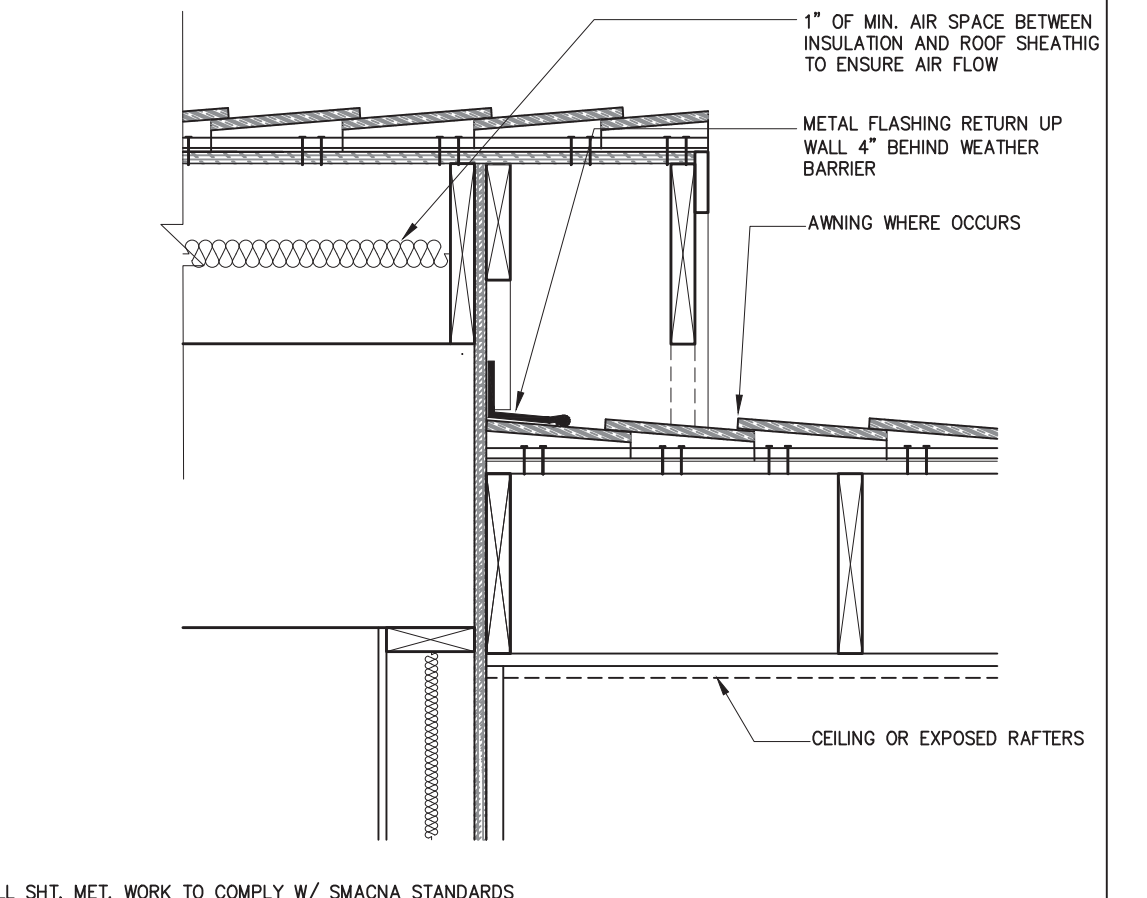 1" OF MIN. AIR SPACE BETWEEN
INSULATION AND ROOF SHEATHIG
TO ENSURE AIR FLOW
METAL FLASHING RETURN UP
WALL 4" BEHIND WEATHER
BARRIER
AWNING WHERE OCCURS
CEILING OR EXPOSED RAFTERS
LL SHT. MET. WORK TO COMPLY W/ SMACNA STANDARDS